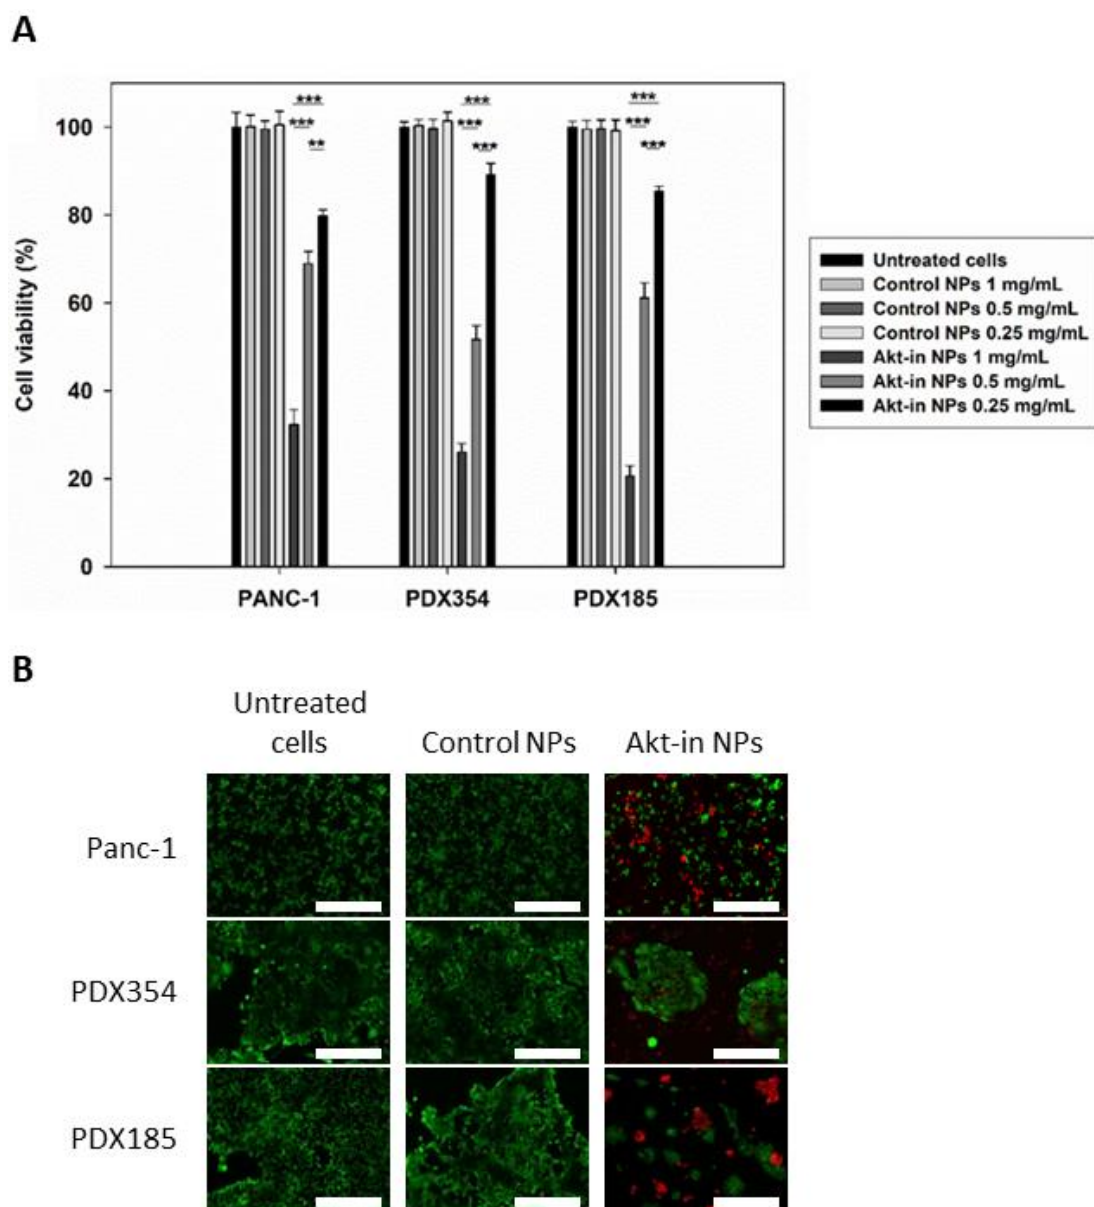 A
*** *** ***
*** *** ***
** *** ***
100
80
60
40
20
0
Cell viability (%)
PANC-1 PDX354 PDX185
Untreated cells
Control NPs 1 mg/mL
Control NPs 0.5 mg/mL
Control NPs 0.25 mg/mL
Akt-in NPs 1 mg/mL
Akt-in NPs 0.5 mg/mL
Akt-in NPs 0.25 mg/mL
B
Untreated
cells Control NPs Akt-in NPs
Panc-1
PDX354
PDX185